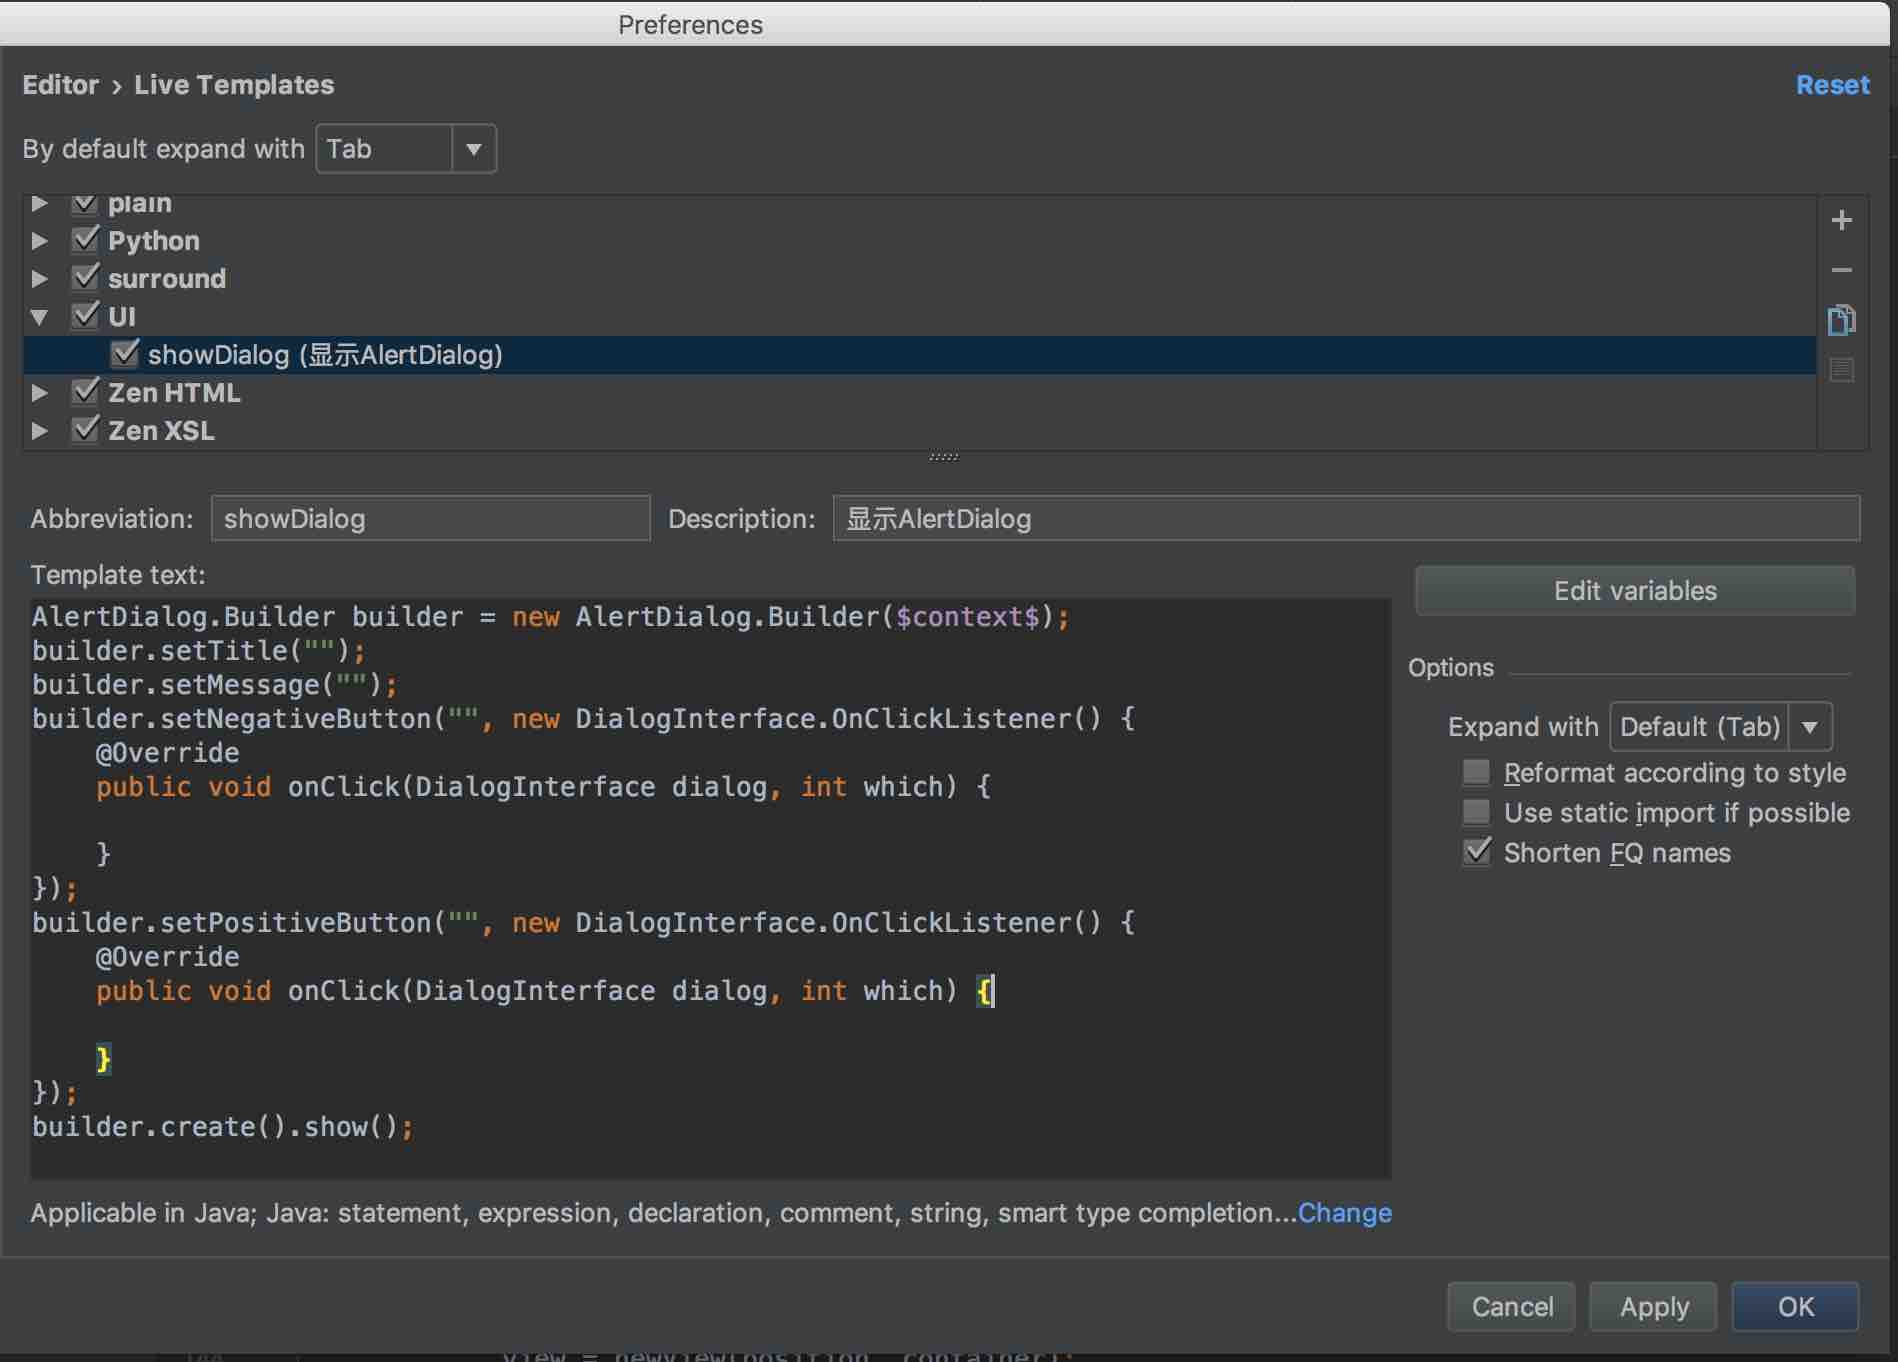 Preferences
Editor › Live Templates
Reset
By default expand with Tab
plain
Python
surround
UI
showDialog (显示AlertDialog)
Zen HTML
Zen XSL
Abbreviation: showDialog Description: 显示AlertDialog
Template text:
Edit variables
AlertDialog.Builder builder = new AlertDialog.Builder($context$);
builder.setTitle("");
builder.setMessage("");
builder.setNegativeButton("", new DialogInterface.OnClickListener() {
    @Override
    public void onClick(DialogInterface dialog, int which) {
    }
});
builder.setPositiveButton("", new DialogInterface.OnClickListener() {
    @Override
    public void onClick(DialogInterface dialog, int which) {
    }
});
builder.create().show();
Options
Expand with Default (Tab)
Reformat according to style
Use static import if possible
Shorten FQ names
Applicable in Java; Java: statement, expression, declaration, comment, string, smart type completion...Change
Cancel
Apply
OK
view = newView(position, container);